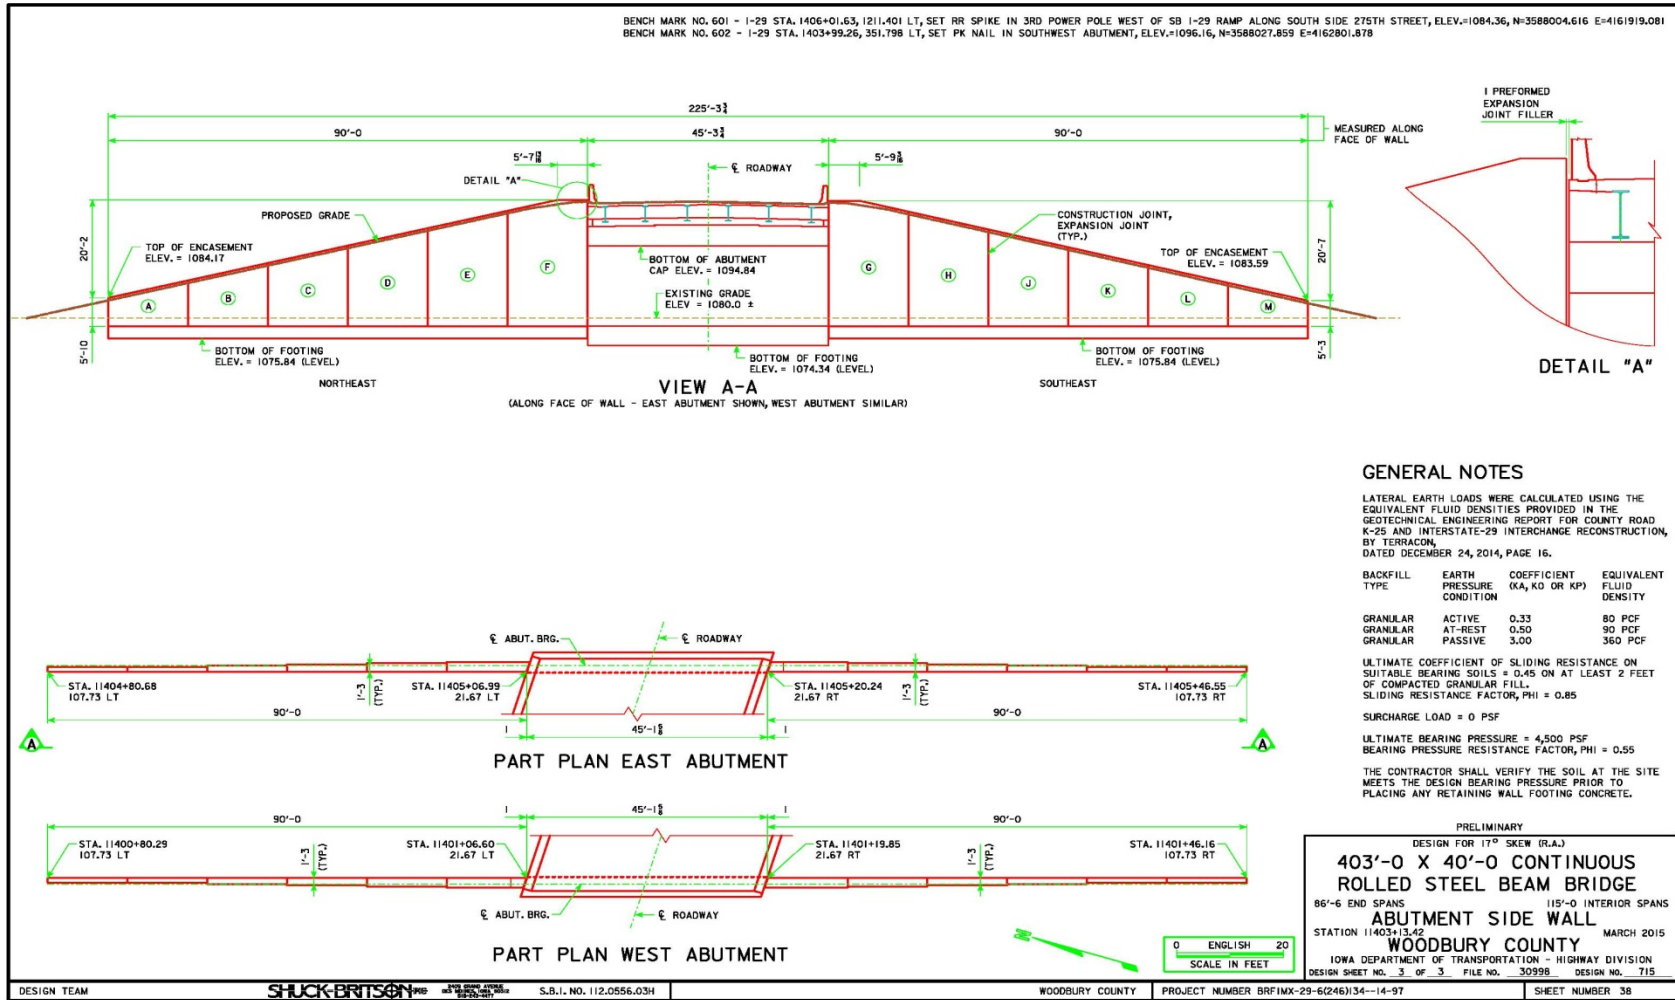 BENCH MARK NO. 601 - I-29 STA. 1406+01.63, 1211.401 LT, SET RR SPIKE IN 3RD POWER POLE WEST OF SB I-29 RAMP ALONG SOUTH SIDE 275TH STREET, ELEV.=1084.36, N=3588004.616 E=4161919.081
BENCH MARK NO. 602 - I-29 STA. 1403+99.26, 351.798 LT, SET PK NAIL IN SOUTHWEST ABUTMENT, ELEV.=1096.16, N=3588027.859 E=4162801.878
225'-3¾
90'-0
45'-3¾
90'-0
MEASURED ALONG
FACE OF WALL
5'-7 13/16
5'-9 3/16
℄ ROADWAY
DETAIL "A"
PROPOSED GRADE
CONSTRUCTION JOINT,
EXPANSION JOINT
(TYP.)
20'-2
TOP OF ENCASEMENT
ELEV. = 1084.17
TOP OF ENCASEMENT
ELEV. = 1083.59
20'-7
BOTTOM OF ABUTMENT
CAP ELEV. = 1094.84
EXISTING GRADE
ELEV = 1080.0 ±
A
B
C
D
E
F
G
H
J
K
L
M
5'-10
BOTTOM OF FOOTING
ELEV. = 1075.84 (LEVEL)
BOTTOM OF FOOTING
ELEV. = 1074.34 (LEVEL)
BOTTOM OF FOOTING
ELEV. = 1075.84 (LEVEL)
5'-3
NORTHEAST
SOUTHEAST
VIEW A-A
(ALONG FACE OF WALL - EAST ABUTMENT SHOWN, WEST ABUTMENT SIMILAR)
1 PREFORMED
EXPANSION
JOINT FILLER
DETAIL "A"
GENERAL NOTES
LATERAL EARTH LOADS WERE CALCULATED USING THE
EQUIVALENT FLUID DENSITIES PROVIDED IN THE
GEOTECHNICAL ENGINEERING REPORT FOR COUNTY ROAD
K-25 AND INTERSTATE-29 INTERCHANGE RECONSTRUCTION,
BY TERRACON,
DATED DECEMBER 24, 2014, PAGE 16.
BACKFILL EARTH COEFFICIENT EQUIVALENT
TYPE PRESSURE (KA, KO OR KP) FLUID
CONDITION DENSITY
GRANULAR ACTIVE 0.33 80 PCF
GRANULAR AT-REST 0.50 90 PCF
GRANULAR PASSIVE 3.00 360 PCF
ULTIMATE COEFFICIENT OF SLIDING RESISTANCE ON
SUITABLE BEARING SOILS = 0.45 ON AT LEAST 2 FEET
OF COMPACTED GRANULAR FILL.
SLIDING RESISTANCE FACTOR, PHI = 0.85
SURCHARGE LOAD = 0 PSF
ULTIMATE BEARING PRESSURE = 4,500 PSF
BEARING PRESSURE RESISTANCE FACTOR, PHI = 0.55
THE CONTRACTOR SHALL VERIFY THE SOIL AT THE SITE
MEETS THE DESIGN BEARING PRESSURE PRIOR TO
PLACING ANY RETAINING WALL FOOTING CONCRETE.
℄ ABUT. BRG.
℄ ROADWAY
STA. 11404+80.68
107.73 LT
1'-3
(TYP.)
STA. 11405+06.99
21.67 LT
STA. 11405+20.24
21.67 RT
1'-3
(TYP.)
STA. 11405+46.55
107.73 RT
90'-0
1
45'-1⅝
1
90'-0
A
A
PART PLAN EAST ABUTMENT
90'-0
1
45'-1⅝
1
90'-0
STA. 11400+80.29
107.73 LT
1'-3
(TYP.)
STA. 11401+06.60
21.67 LT
STA. 11401+19.85
21.67 RT
1'-3
(TYP.)
STA. 11401+46.16
107.73 RT
℄ ABUT. BRG.
℄ ROADWAY
PART PLAN WEST ABUTMENT
N
0 ENGLISH 20
SCALE IN FEET
PRELIMINARY
DESIGN FOR 17° SKEW (R.A.)
403'-0 X 40'-0 CONTINUOUS
ROLLED STEEL BEAM BRIDGE
86'-6 END SPANS 115'-0 INTERIOR SPANS
ABUTMENT SIDE WALL
STATION 11403+13.42 MARCH 2015
WOODBURY COUNTY
IOWA DEPARTMENT OF TRANSPORTATION - HIGHWAY DIVISION
DESIGN SHEET NO. 3 OF 3 FILE NO. 30998 DESIGN NO. 715
DESIGN TEAM
SHUCK-BRITSON
S.B.I. NO. 112.0556.03H
WOODBURY COUNTY
PROJECT NUMBER BRFIMX-29-6(246)134--14-97
SHEET NUMBER 38